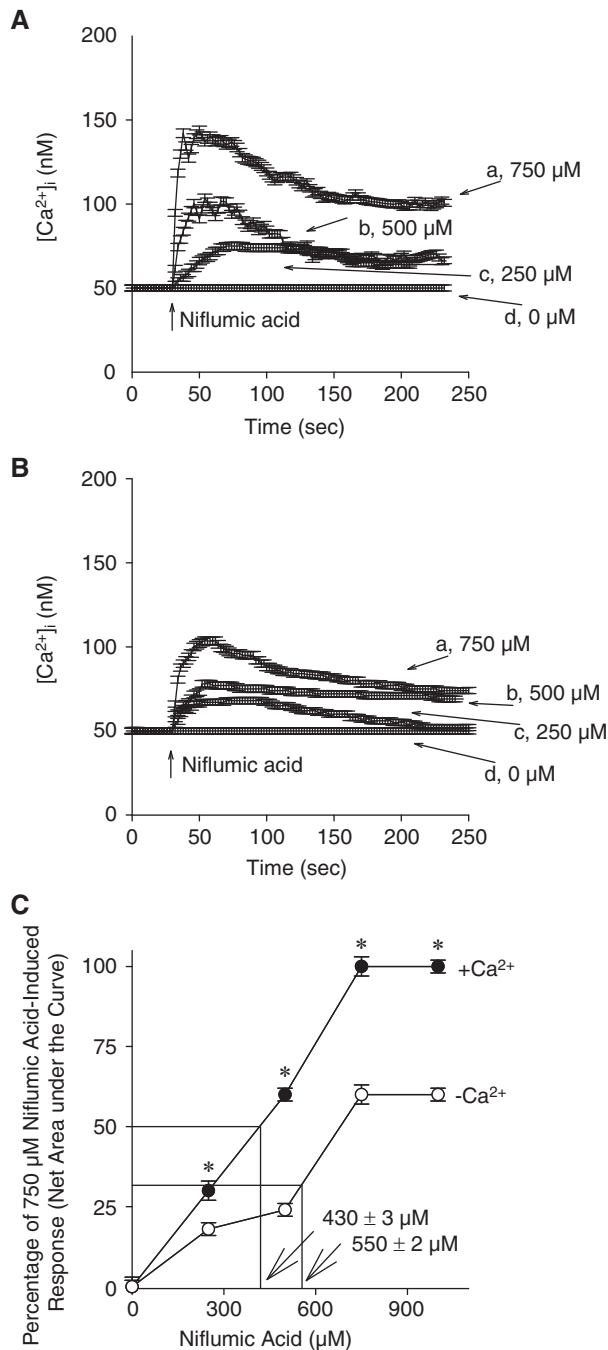 A
200
150
100
50
0
[Ca²⁺]ᵢ (nM)
a, 750 µM
b, 500 µM
c, 250 µM
d, 0 µM
Niflumic acid
0 50 100 150 200 250
Time (sec)
B
200
150
100
50
0
[Ca²⁺]ᵢ (nM)
a, 750 µM
b, 500 µM
c, 250 µM
d, 0 µM
Niflumic acid
0 50 100 150 200 250
Time (sec)
C
Percentage of 750 µM Niflumic Acid-Induced
Response (Net Area under the Curve)
100
75
50
25
0
* * * *
+Ca²⁺
-Ca²⁺
430 ± 3 µM
550 ± 2 µM
0 300 600 900
Niflumic Acid (µM)